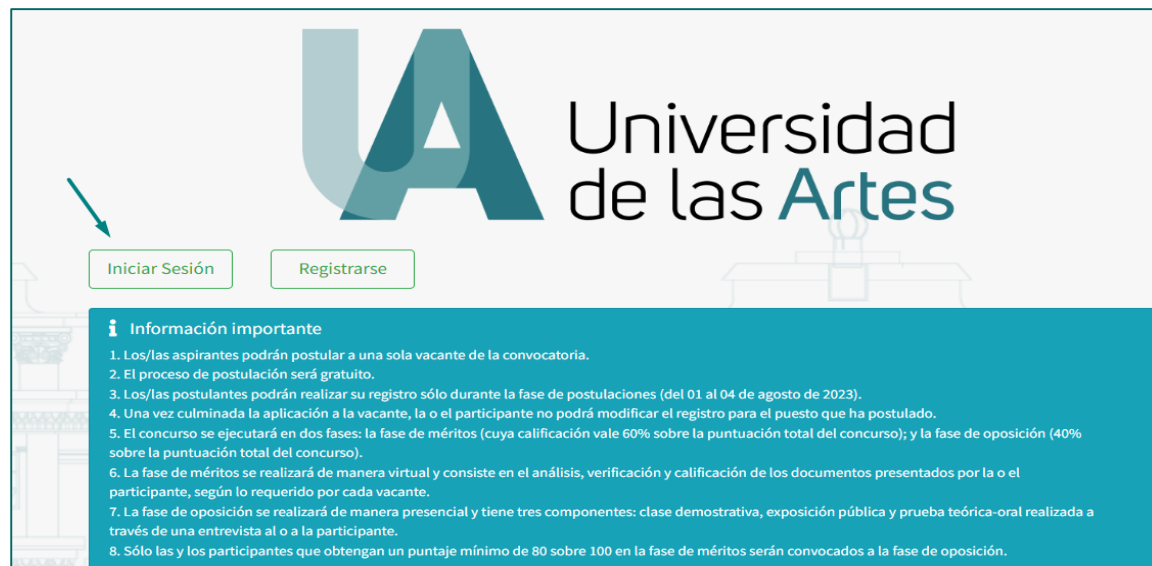 UA
Universidad
de las Artes
Iniciar Sesión
Registrarse
i Información importante
1. Los/las aspirantes podrán postular a una sola vacante de la convocatoria.
2. El proceso de postulación será gratuito.
3. Los/las postulantes podrán realizar su registro sólo durante la fase de postulaciones (del 01 al 04 de agosto de 2023).
4. Una vez culminada la aplicación a la vacante, la o el participante no podrá modificar el registro para el puesto que ha postulado.
5. El concurso se ejecutará en dos fases: la fase de méritos (cuya calificación vale 60% sobre la puntuación total del concurso); y la fase de oposición (40%
sobre la puntuación total del concurso).
6. La fase de méritos se realizará de manera virtual y consiste en el análisis, verificación y calificación de los documentos presentados por la o el
participante, según lo requerido por cada vacante.
7. La fase de oposición se realizará de manera presencial y tiene tres componentes: clase demostrativa, exposición pública y prueba teórica-oral realizada a
través de una entrevista al o a la participante.
8. Sólo las y los participantes que obtengan un puntaje mínimo de 80 sobre 100 en la fase de méritos serán convocados a la fase de oposición.